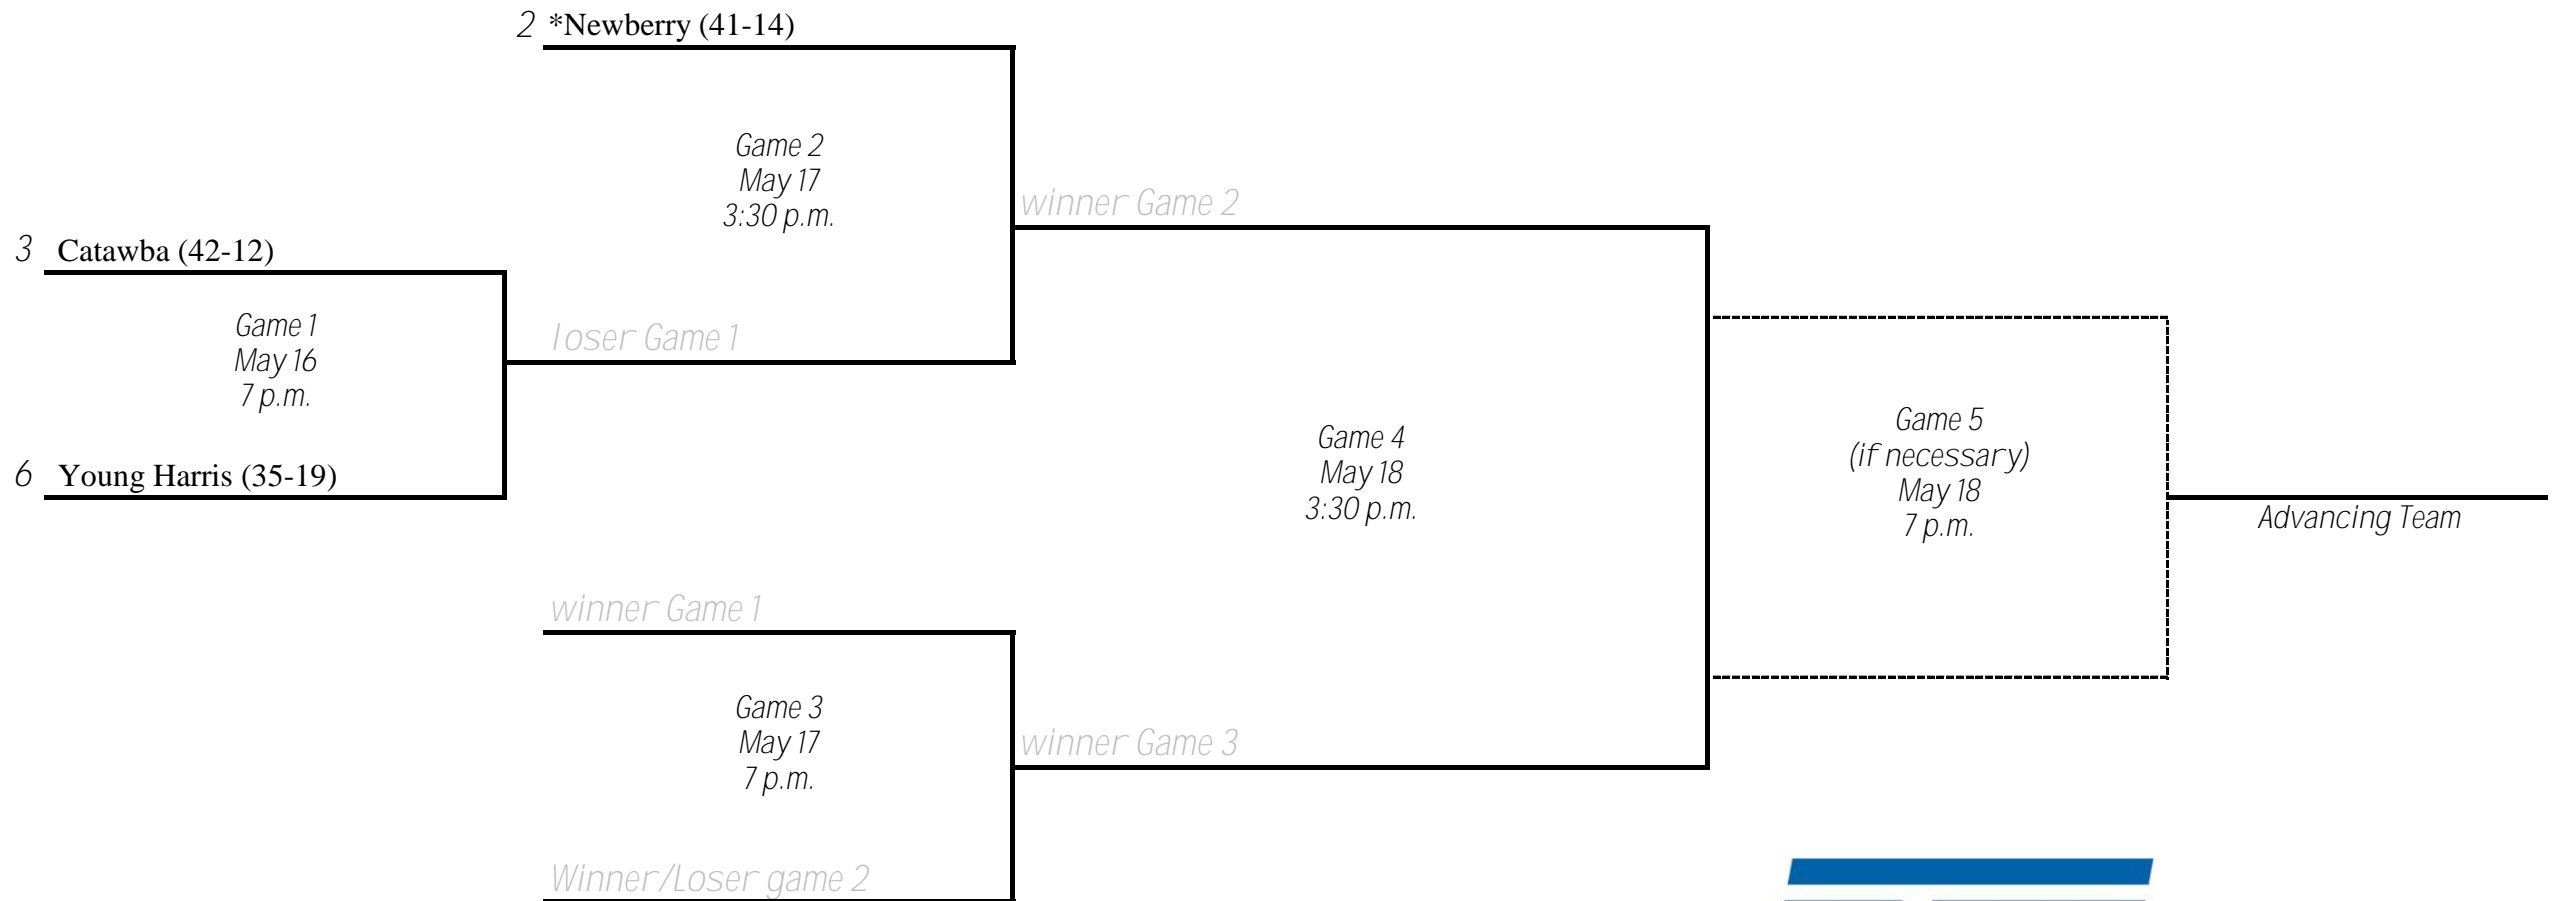 2 *Newberry (41-14)
Game 2
May 17
3:30 p.m.
winner Game 2
3 Catawba (42-12)
Game 1
May 16
7 p.m.
loser Game 1
6 Young Harris (35-19)
Game 4
May 18
3:30 p.m.
Game 5
(if necessary)
May 18
7 p.m.
Advancing Team
winner Game 1
Game 3
May 17
7 p.m.
winner Game 3
Winner/Loser game 2